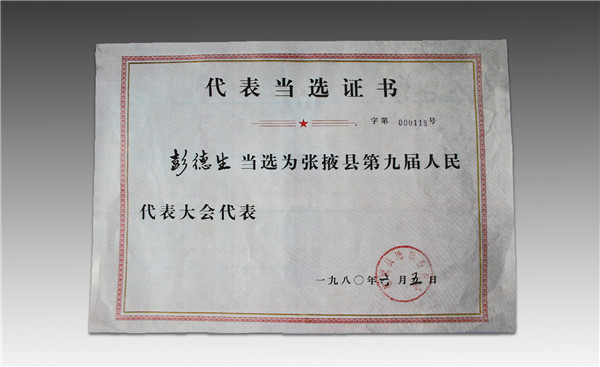 代表当选证书
字第 000118号
彭德生 当选为张掖县第九届人民
代表大会代表
一九八〇年六月五日